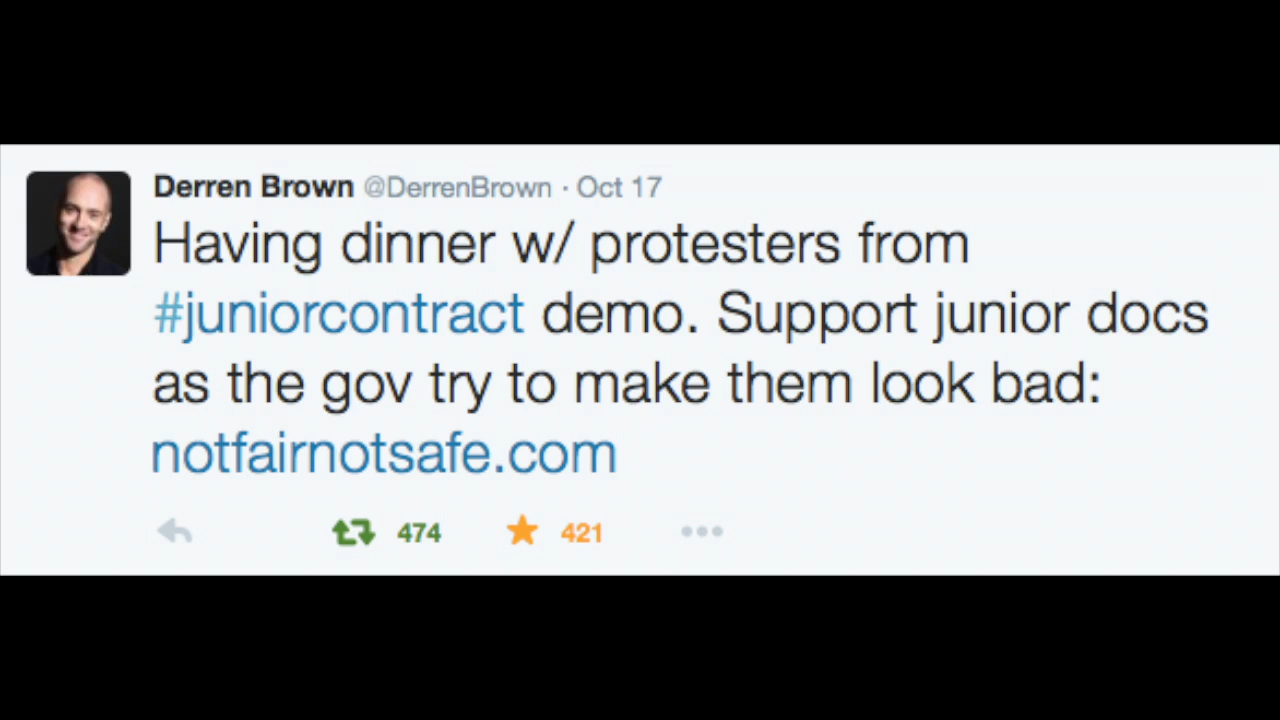 Derren Brown @DerrenBrown · Oct 17
Having dinner w/ protesters from
#juniorcontract demo. Support junior docs
as the gov try to make them look bad:
notfairnotsafe.com
474 421